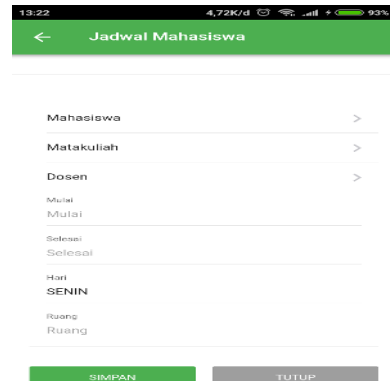 13:22 4,72K/d 93%
Jadwal Mahasiswa
Mahasiswa
Matakuliah
Dosen
Mulai
Mulai
Selesai
Selesai
Hari
SENIN
Ruang
Ruang
SIMPAN TUTUP